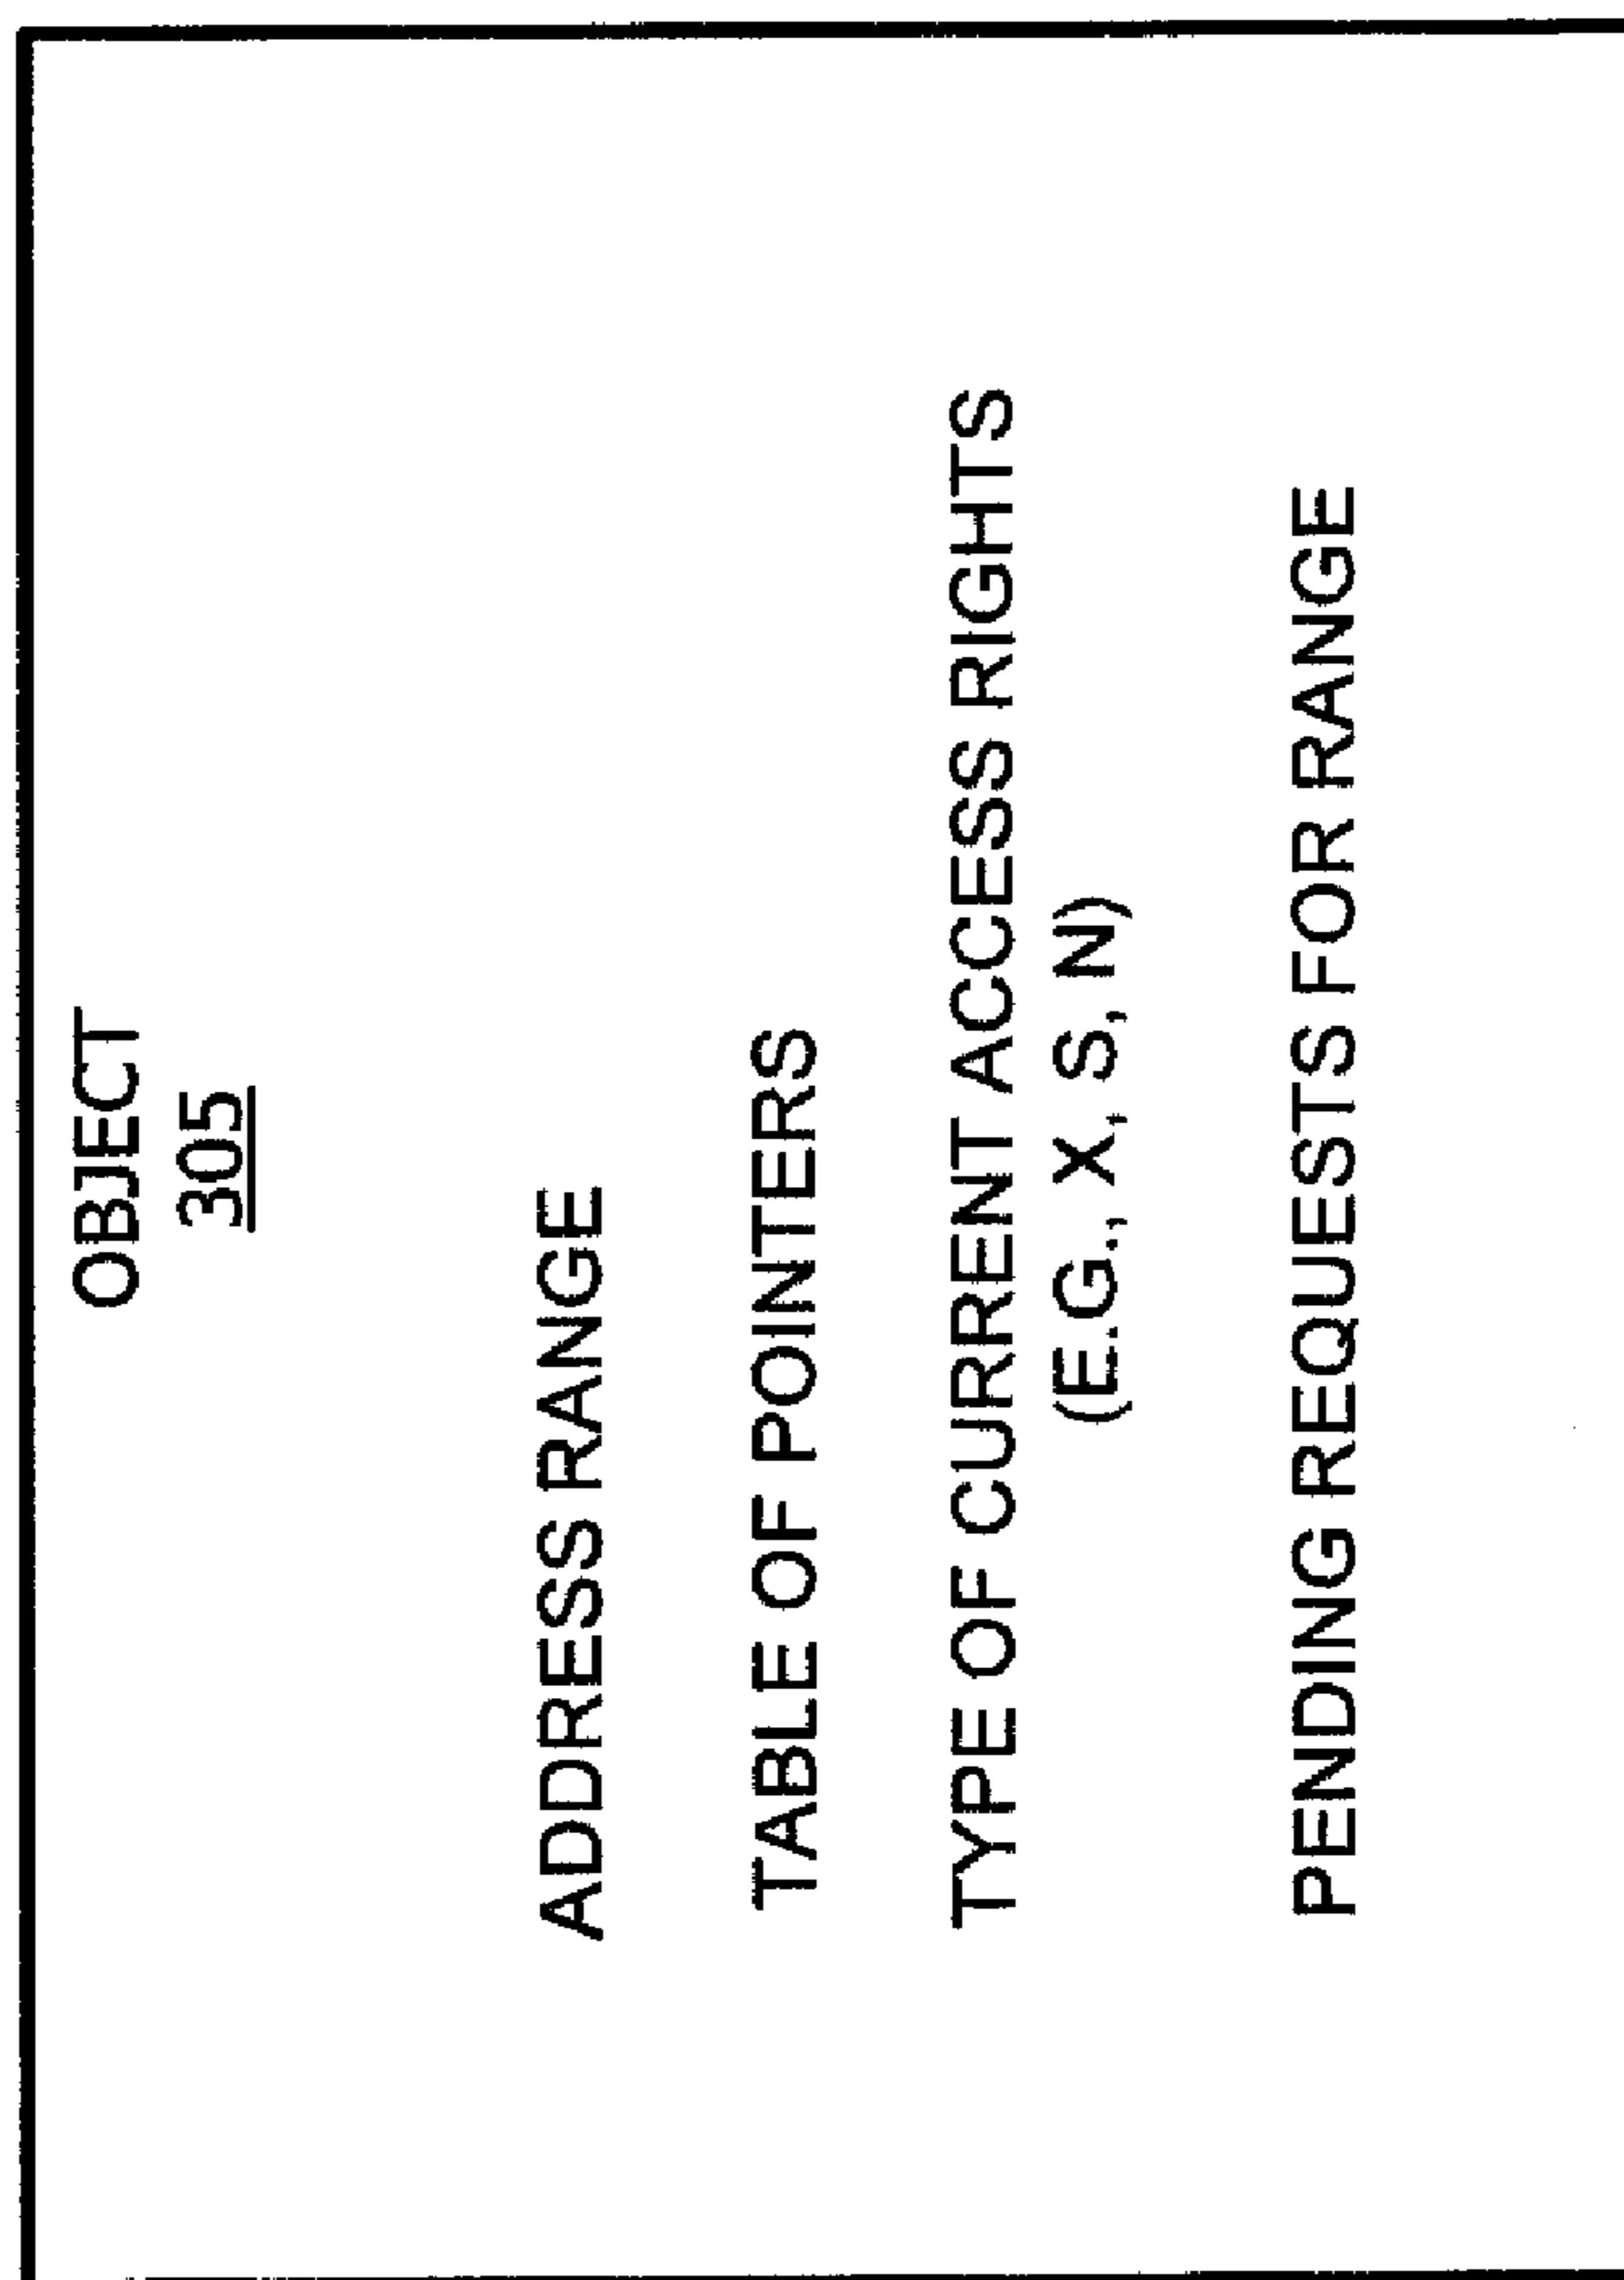 OBJECT
305
ADDRESS RANGE
TABLE OF POINTERS
TYPE OF CURRENT ACCESS RIGHTS
(E.G., X, S, N)
PENDING REQUESTS FOR RANGE